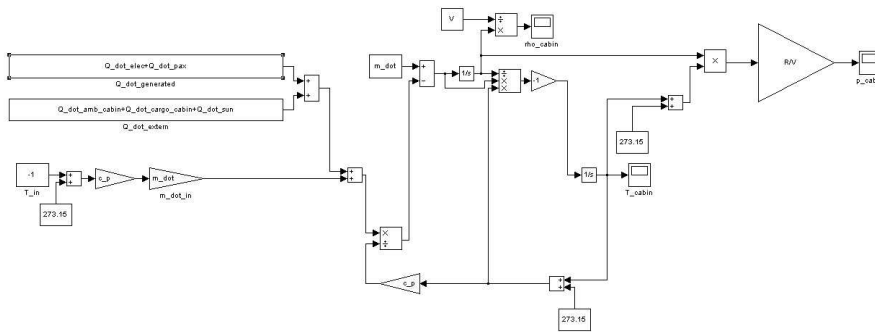 V
rho_cabin
Q_dot_elec+Q_dot_pax
Q_dot_generated
m_dot
1/s
-1
R/V
p_cabin
Q_dot_amb_cabin+Q_dot_cargo_cabin+Q_dot_sun
Q_dot_extern
273.15
-1
T_in
c_p
m_dot
m_dot_in
1/s
T_cabin
273.15
c_p
273.15